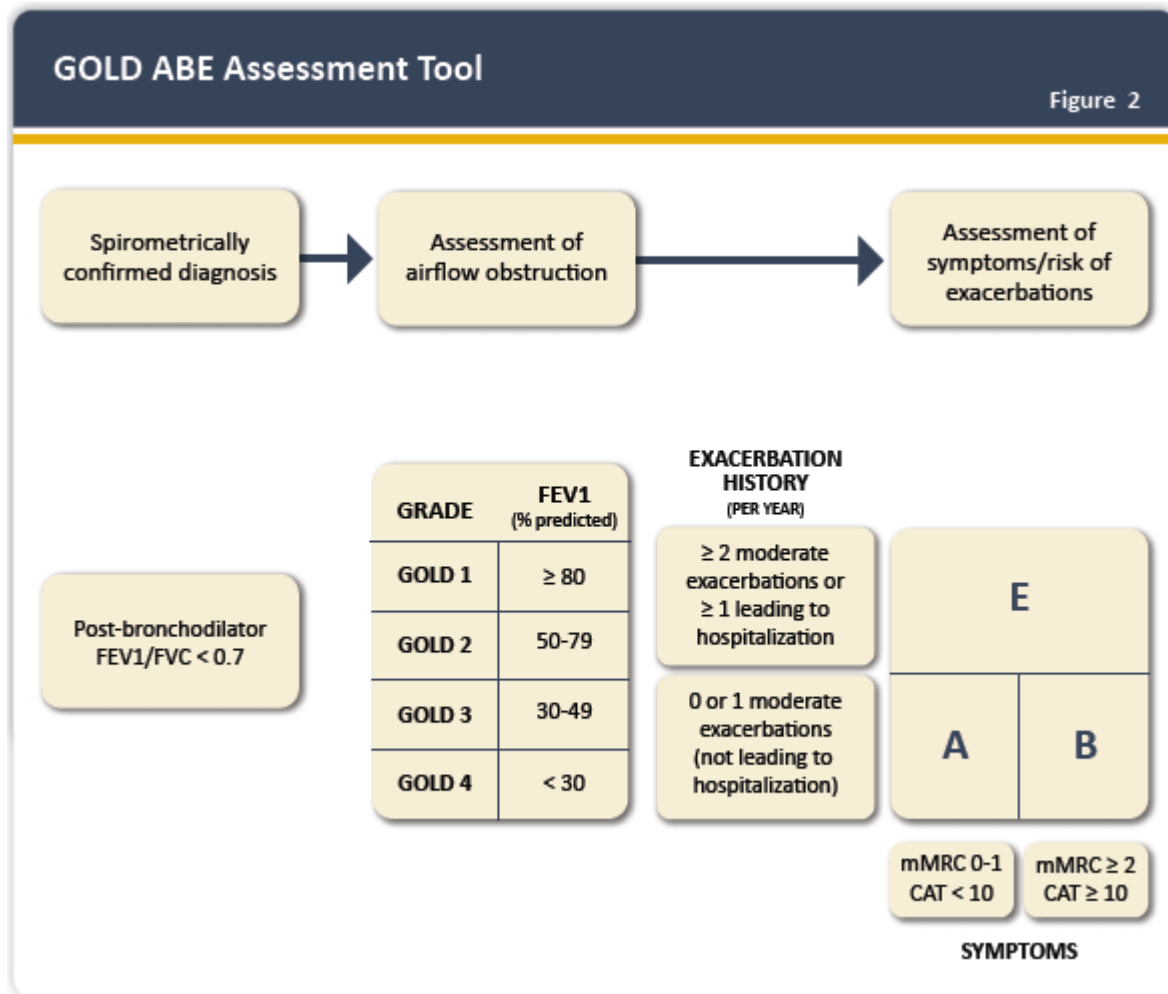 GOLD ABE Assessment Tool
Figure 2
Spirometrically
confirmed diagnosis
Assessment of
airflow obstruction
Assessment of
symptoms/risk of
exacerbations
Post-bronchodilator
FEV1/FVC < 0.7
GRADE
FEV1
(% predicted)
GOLD 1
≥ 80
GOLD 2
50-79
GOLD 3
30-49
GOLD 4
< 30
EXACERBATION
HISTORY
(PER YEAR)
≥ 2 moderate
exacerbations or
≥ 1 leading to
hospitalization
0 or 1 moderate
exacerbations
(not leading to
hospitalization)
E
A
B
mMRC 0-1
CAT < 10
mMRC ≥ 2
CAT ≥ 10
SYMPTOMS